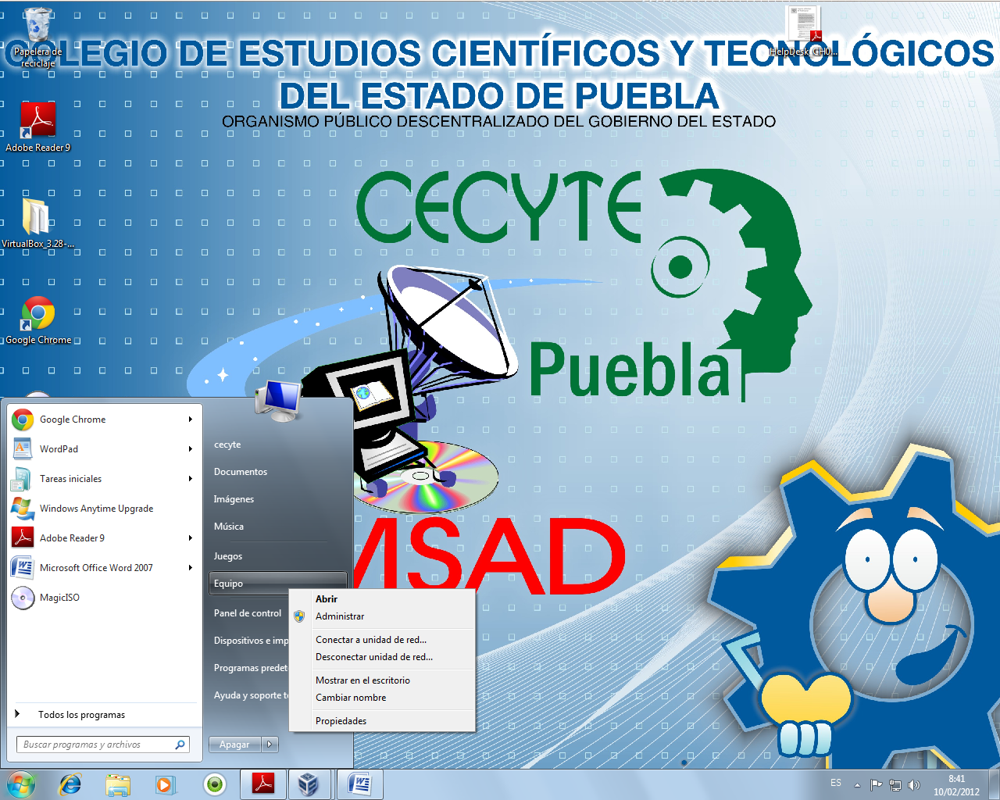 COLEGIO DE ESTUDIOS CIENTÍFICOS Y TECNOLÓGICOS
DEL ESTADO DE PUEBLA
ORGANISMO PÚBLICO DESCENTRALIZADO DEL GOBIERNO DEL ESTADO
Papelera de
reciclaje
HelpDesk_CH0...
Adobe Reader 9
VirtualBox_3.28-...
Google Chrome
CECYTE
Puebla
MSAD
Google Chrome
WordPad
Tareas iniciales
Windows Anytime Upgrade
Adobe Reader 9
Microsoft Office Word 2007
MagicISO
Todos los programas
Buscar programas y archivos
cecyte
Documentos
Imágenes
Música
Juegos
Equipo
Panel de control
Dispositivos e imp
Programas predet
Ayuda y soporte t
Apagar
Abrir
Administrar
Conectar a unidad de red...
Desconectar unidad de red...
Mostrar en el escritorio
Cambiar nombre
Propiedades
ES
8:41
10/02/2012